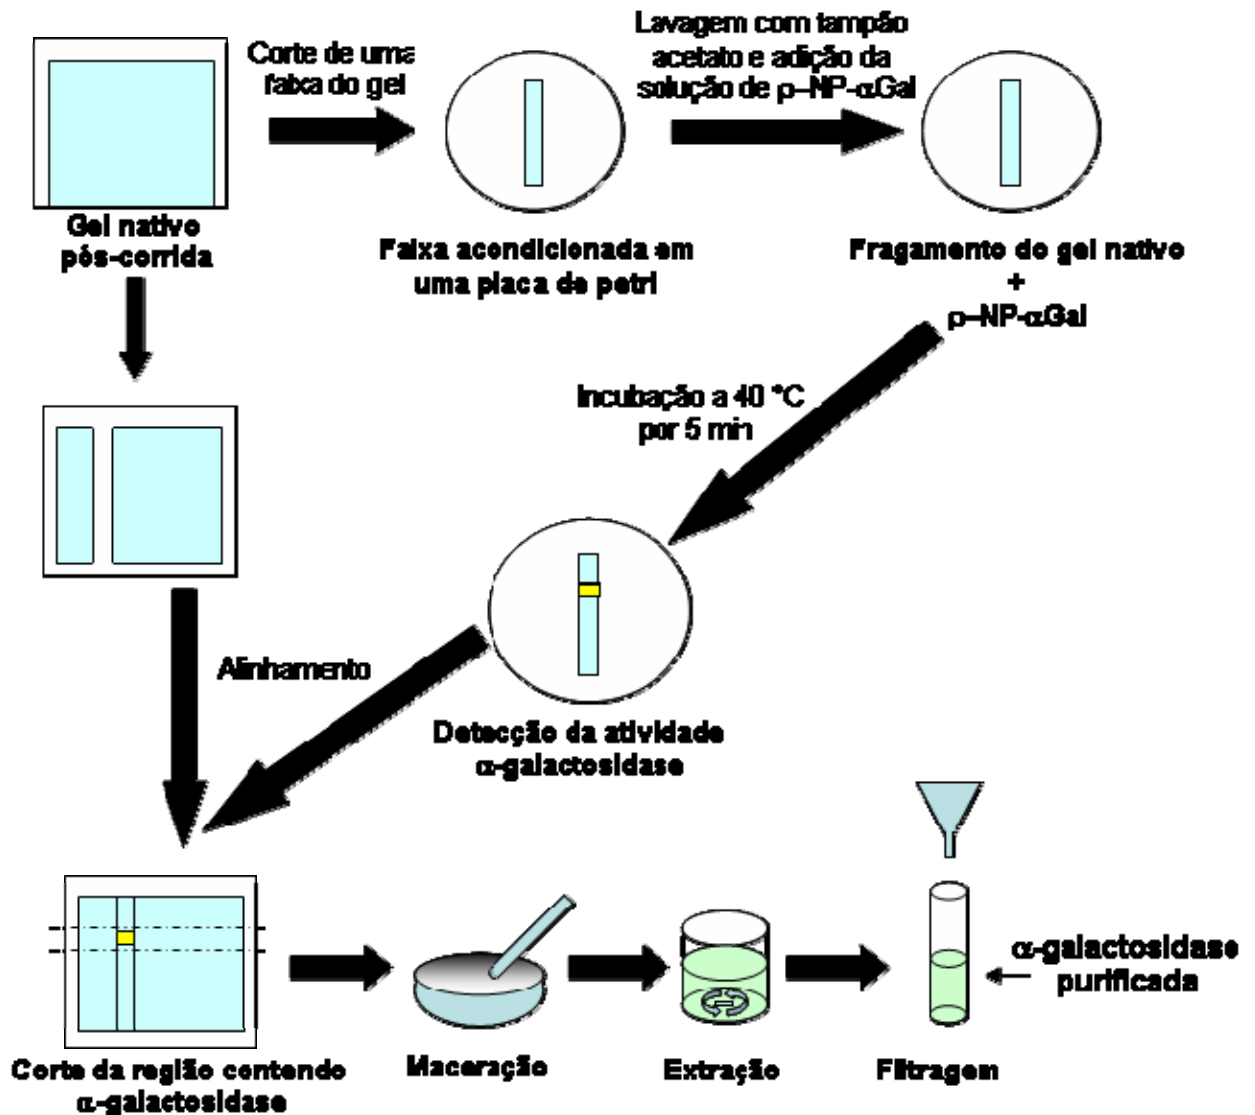 Corte de uma
faixa do gel
Lavagem com tampão
acetato e adição da
solução de ρ–NP-αGal
Gel nativo
pós-corrida
Faixa acondicionada em
uma placa de petri
Fragamento do gel nativo
+
ρ–NP-αGal
Incubação a 40 °C
por 5 min
Alinhamento
Detecção da atividade
α-galactosidase
α-galactosidase
purificada
Corte da região contendo
α-galactosidase
Maceração
Extração
Filtragem